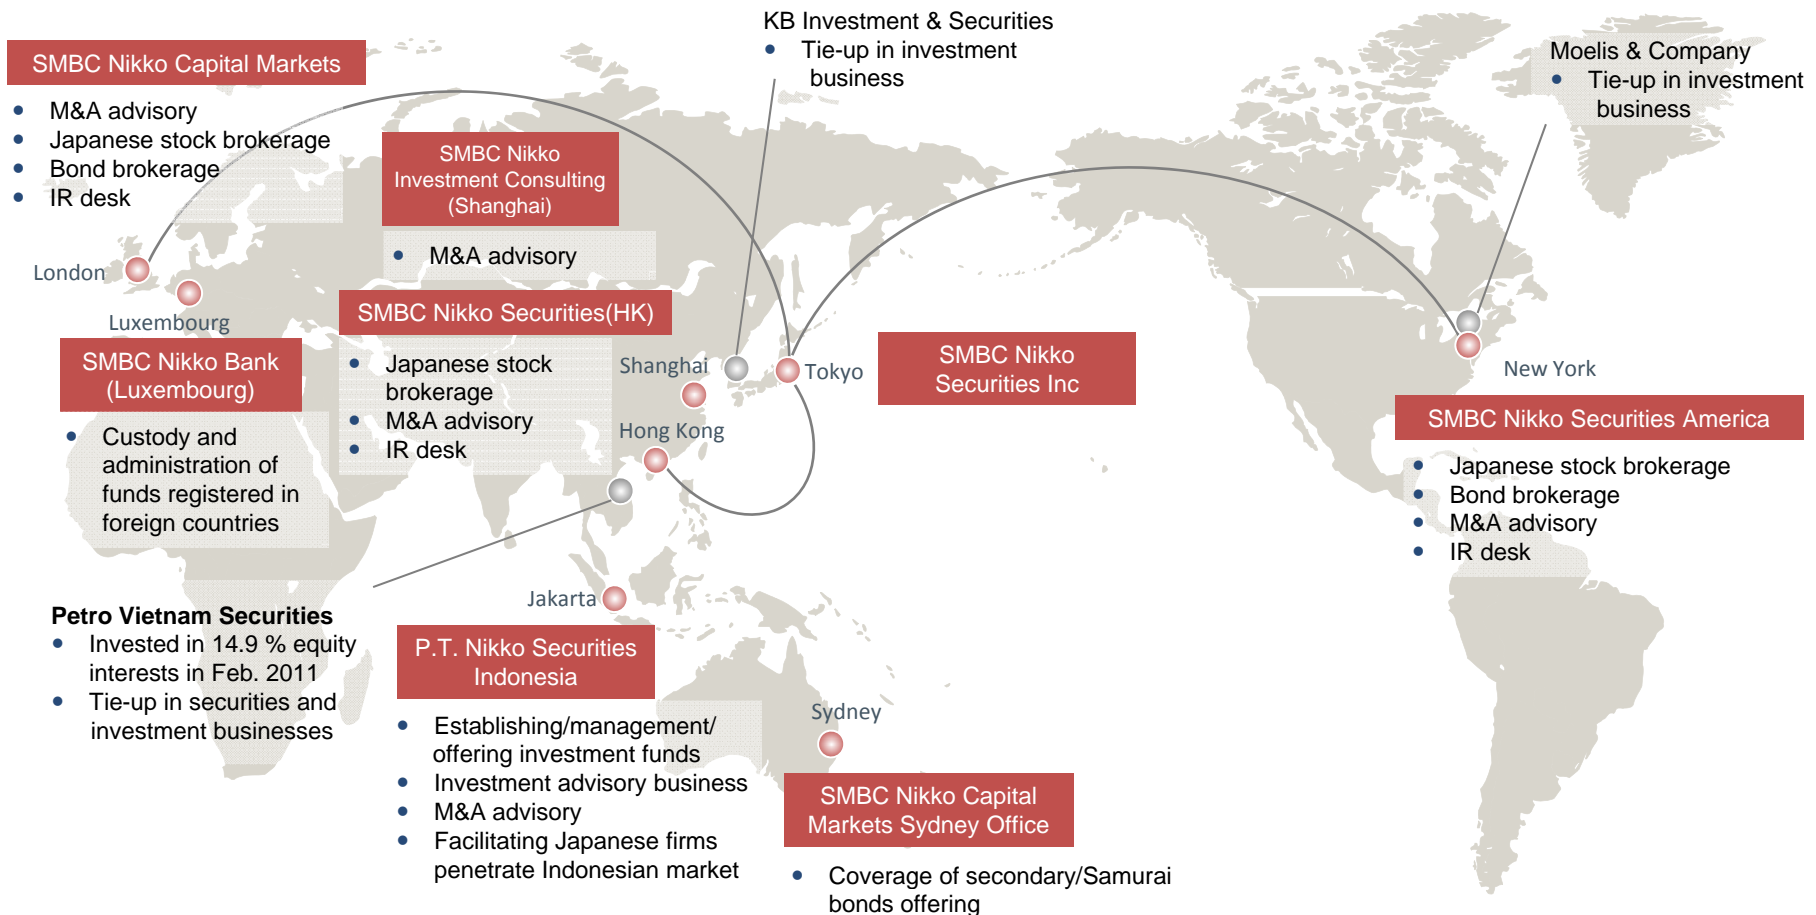 KB Investment & Securities
• Tie-up in investment
business
Moelis & Company
• Tie-up in investment
business
SMBC Nikko Capital Markets
• M&A advisory
• Japanese stock brokerage
• Bond brokerage
• IR desk
SMBC Nikko
Investment Consulting
(Shanghai)
• M&A advisory
London
Luxembourg
SMBC Nikko Bank
(Luxembourg)
• Custody and
administration of
funds registered in
foreign countries
SMBC Nikko Securities(HK)
• Japanese stock
brokerage
• M&A advisory
• IR desk
Shanghai
Hong Kong
Tokyo
SMBC Nikko
Securities Inc
New York
SMBC Nikko Securities America
• Japanese stock brokerage
• Bond brokerage
• M&A advisory
• IR desk
Petro Vietnam Securities
• Invested in 14.9 % equity
interests in Feb. 2011
• Tie-up in securities and
investment businesses
Jakarta
P.T. Nikko Securities
Indonesia
• Establishing/management/
offering investment funds
• Investment advisory business
• M&A advisory
• Facilitating Japanese firms
penetrate Indonesian market
Sydney
SMBC Nikko Capital
Markets Sydney Office
• Coverage of secondary/Samurai
bonds offering